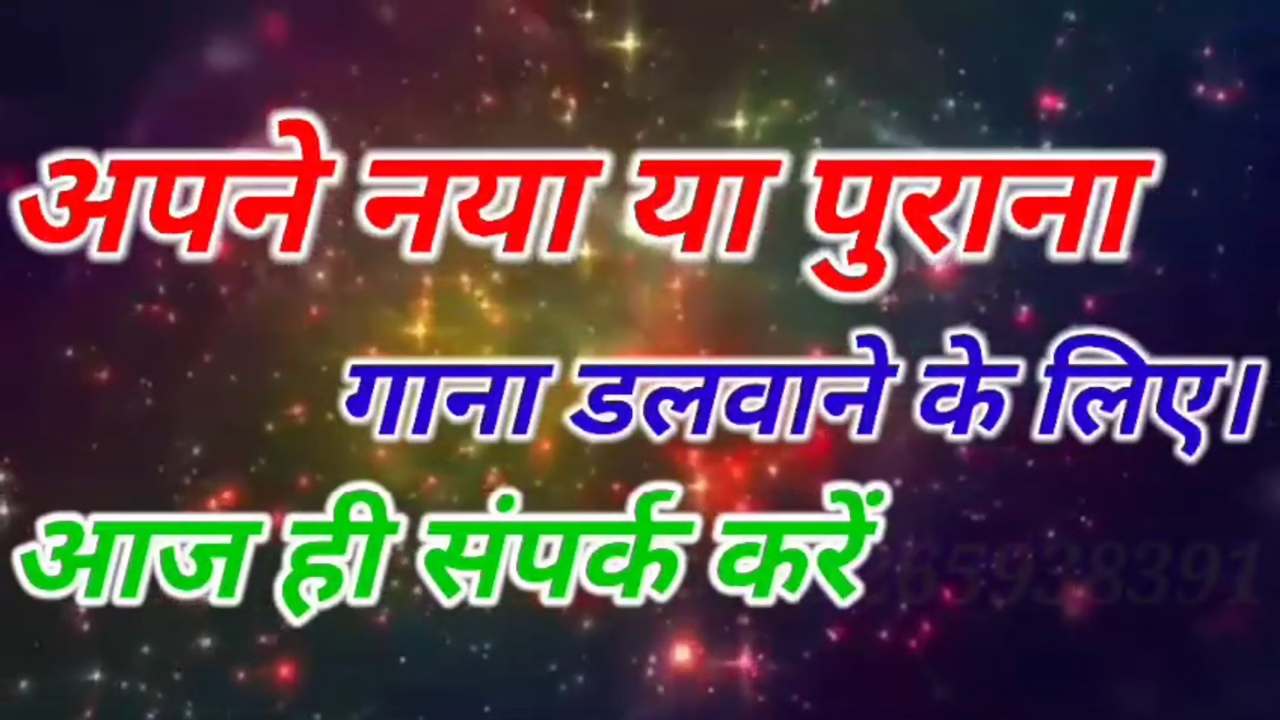 अपने नया या पुराना
गाना डलवाने के लिए।
आज ही संपर्क करें